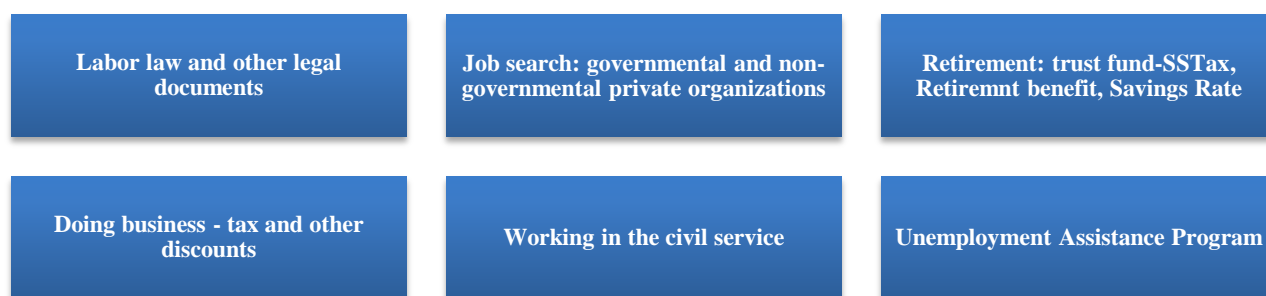 Labor law and other legal
documents
Job search: governmental and non-
governmental private organizations
Retirement: trust fund-SSTax,
Retiremnt benefit, Savings Rate
Doing business - tax and other
discounts
Working in the civil service
Unemployment Assistance Program